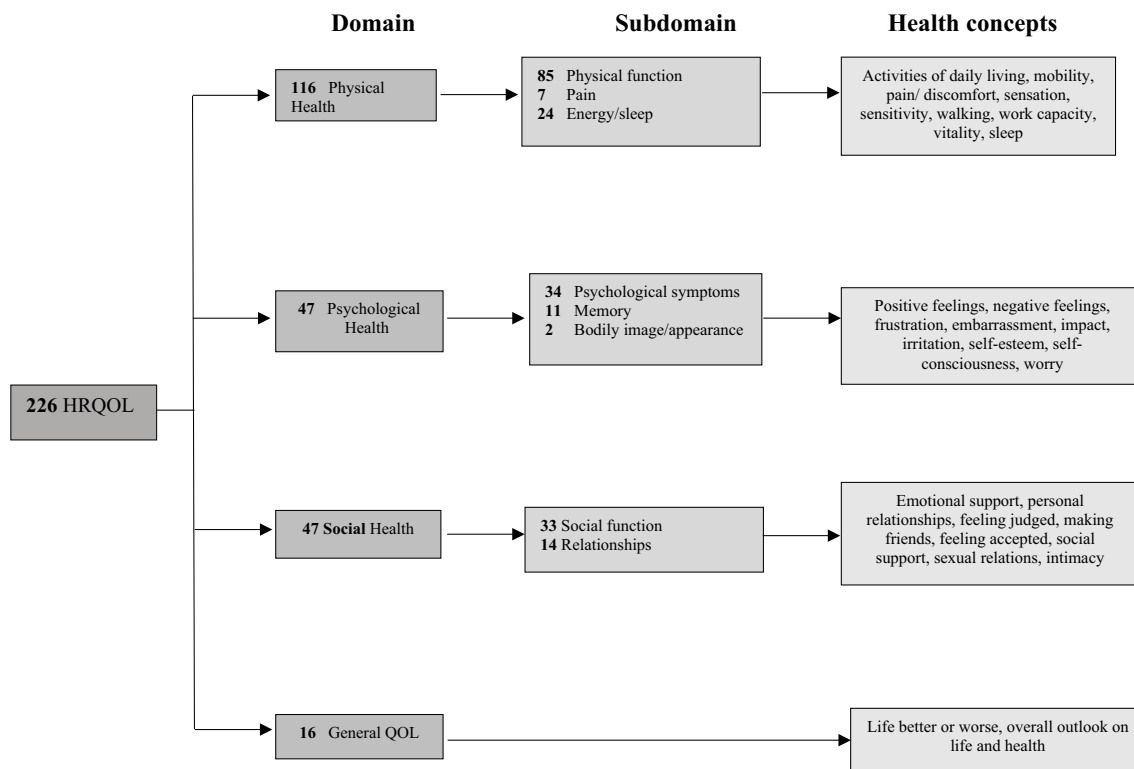 Domain
Subdomain
Health concepts
116 Physical
Health
85 Physical function
7 Pain
24 Energy/sleep
Activities of daily living, mobility,
pain/ discomfort, sensation,
sensitivity, walking, work capacity,
vitality, sleep
47 Psychological
Health
34 Psychological symptoms
11 Memory
2 Bodily image/appearance
Positive feelings, negative feelings,
frustration, embarrassment, impact,
irritation, self-esteem, self-
consciousness, worry
226 HRQOL
47 Social Health
33 Social function
14 Relationships
Emotional support, personal
relationships, feeling judged, making
friends, feeling accepted, social
support, sexual relations, intimacy
16 General QOL
Life better or worse, overall outlook on
life and health